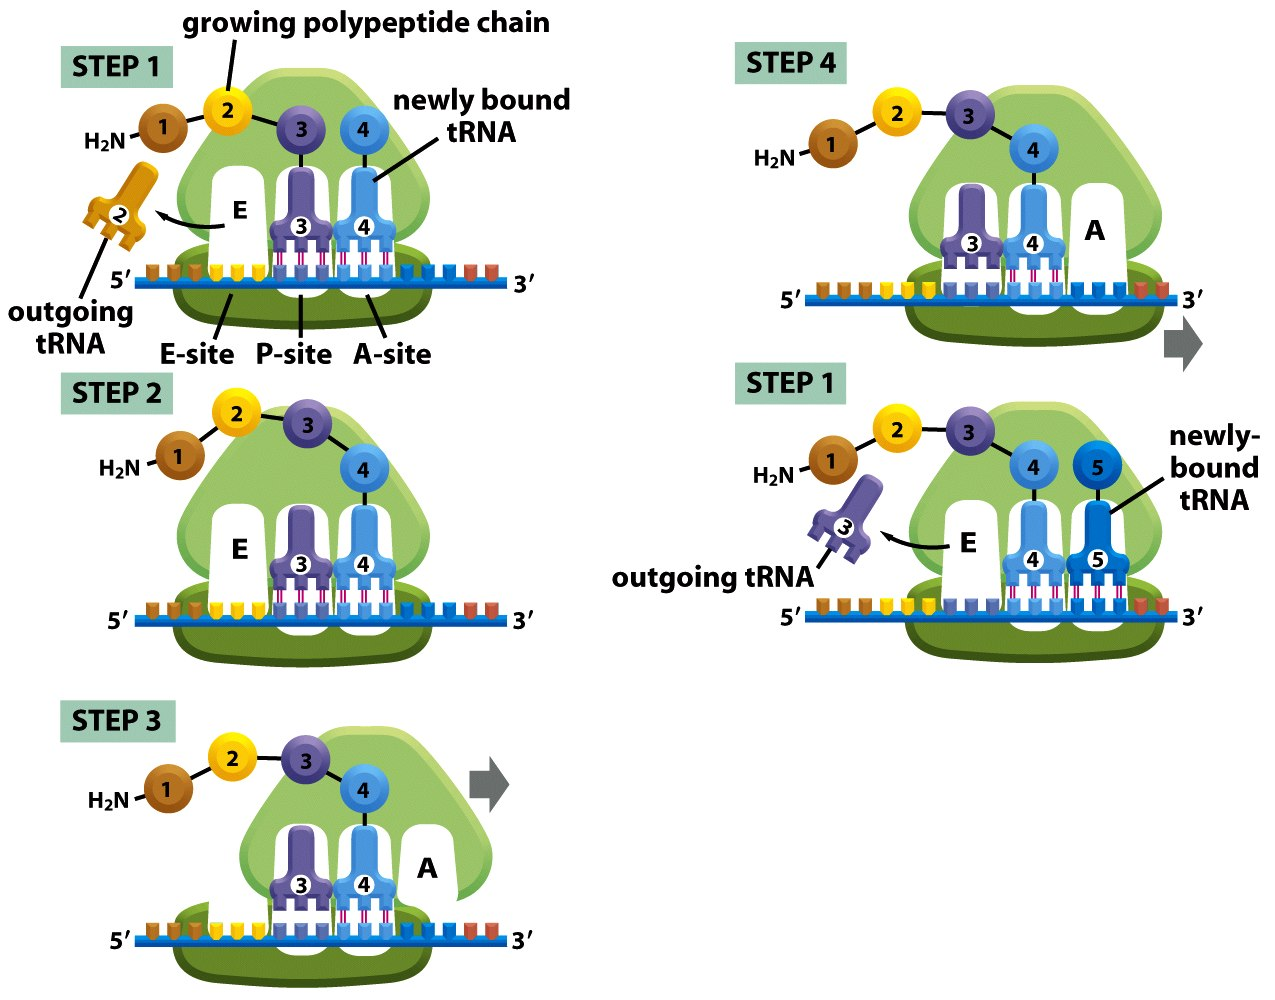 growing polypeptide chain
STEP 1
newly bound
tRNA
1
2
3
4
H₂N
2
E
3
4
5′
3′
outgoing
tRNA
E-site
P-site
A-site
STEP 2
1
2
3
4
H₂N
E
3
4
5′
3′
STEP 3
1
2
3
4
H₂N
3
4
A
5′
3′
STEP 4
1
2
3
4
H₂N
3
4
A
5′
3′
STEP 1
newly-
bound
tRNA
1
2
3
4
5
H₂N
3
E
4
5
outgoing tRNA
5′
3′